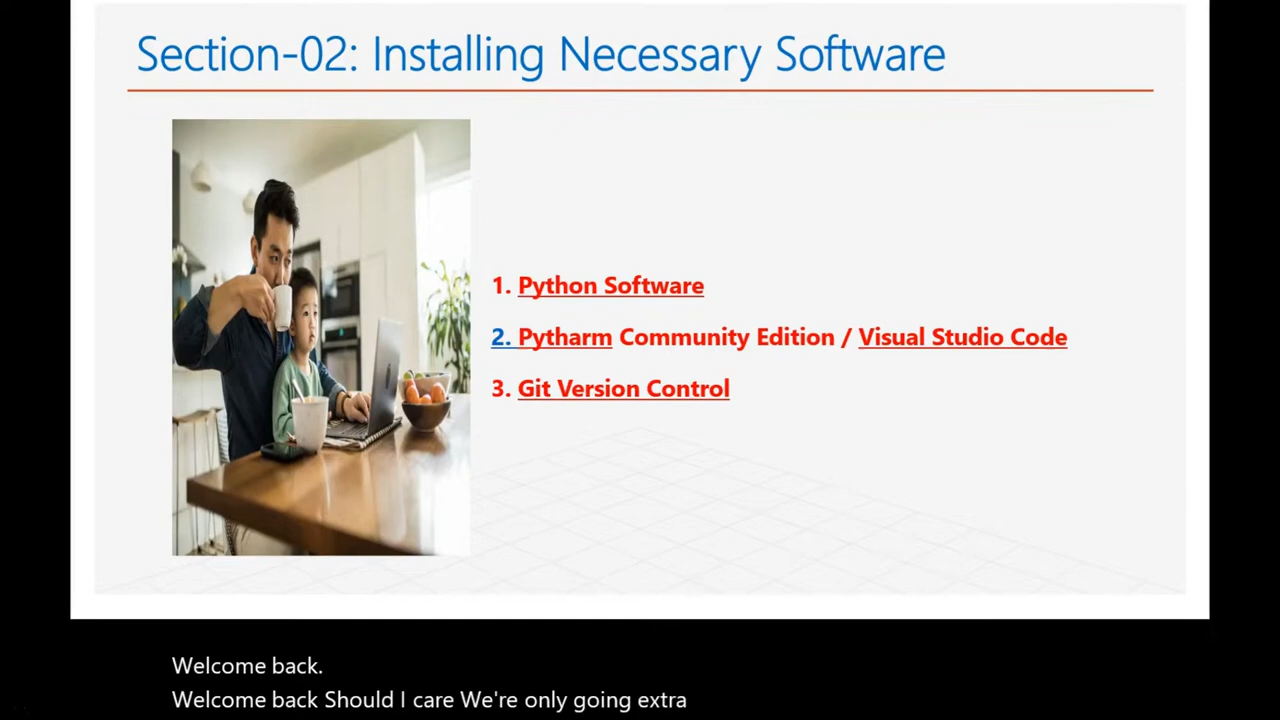 Section-02: Installing Necessary Software
1. Python Software
2. Pytharm Community Edition / Visual Studio Code
3. Git Version Control
Welcome back.
Welcome back Should I care We're only going extra